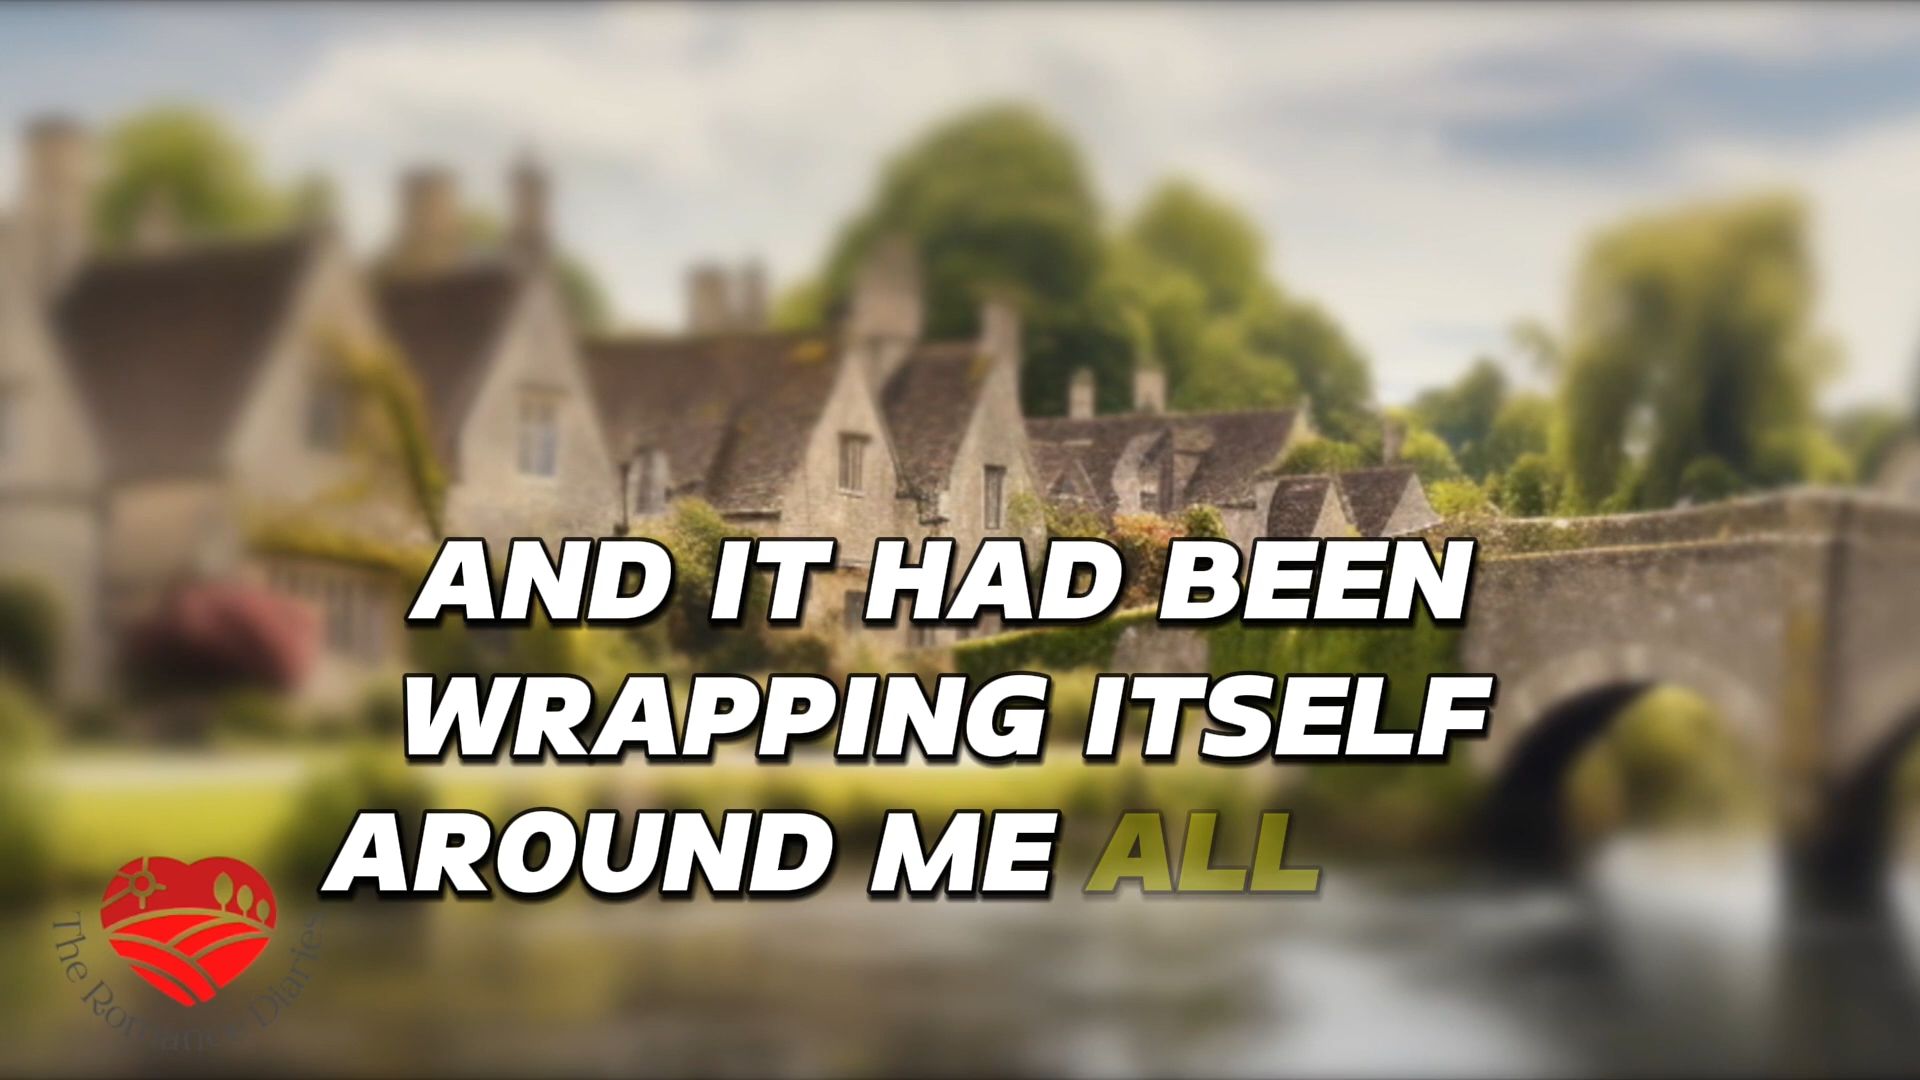 AND IT HAD BEEN
WRAPPING ITSELF
AROUND ME ALL
The Romance Diaries